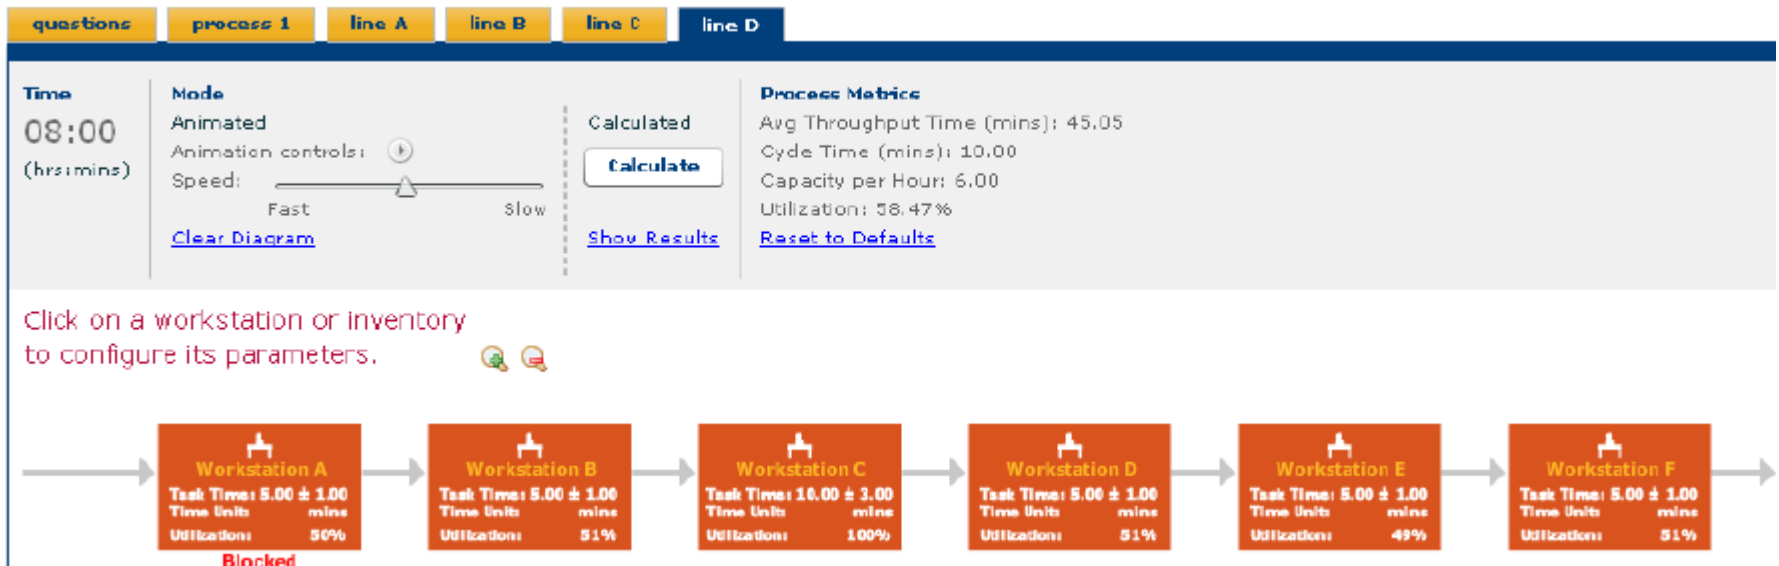 questions process 1 line A line B line C line D
Time
08:00
(hrs:mins)
Mode
Animated
Animation controls:
Speed:
Fast Slow
Clear Diagram
Calculated
Calculate
Show Results
Process Metrics
Avg Throughput Time (mins): 45.05
Cycle Time (mins): 10.00
Capacity per Hour: 6.00
Utilization: 58.47%
Reset to Defaults
Click on a workstation or inventory
to configure its parameters.
Workstation A
Task Time: 5.00 ± 1.00
Time Unit: mins
Utilization: 50%
Blocked
Workstation B
Task Time: 5.00 ± 1.00
Time Unit: mins
Utilization: 51%
Workstation C
Task Time: 10.00 ± 3.00
Time Unit: mins
Utilization: 100%
Workstation D
Task Time: 5.00 ± 1.00
Time Unit: mins
Utilization: 51%
Workstation E
Task Time: 5.00 ± 1.00
Time Unit: mins
Utilization: 49%
Workstation F
Task Time: 5.00 ± 1.00
Time Unit: mins
Utilization: 51%